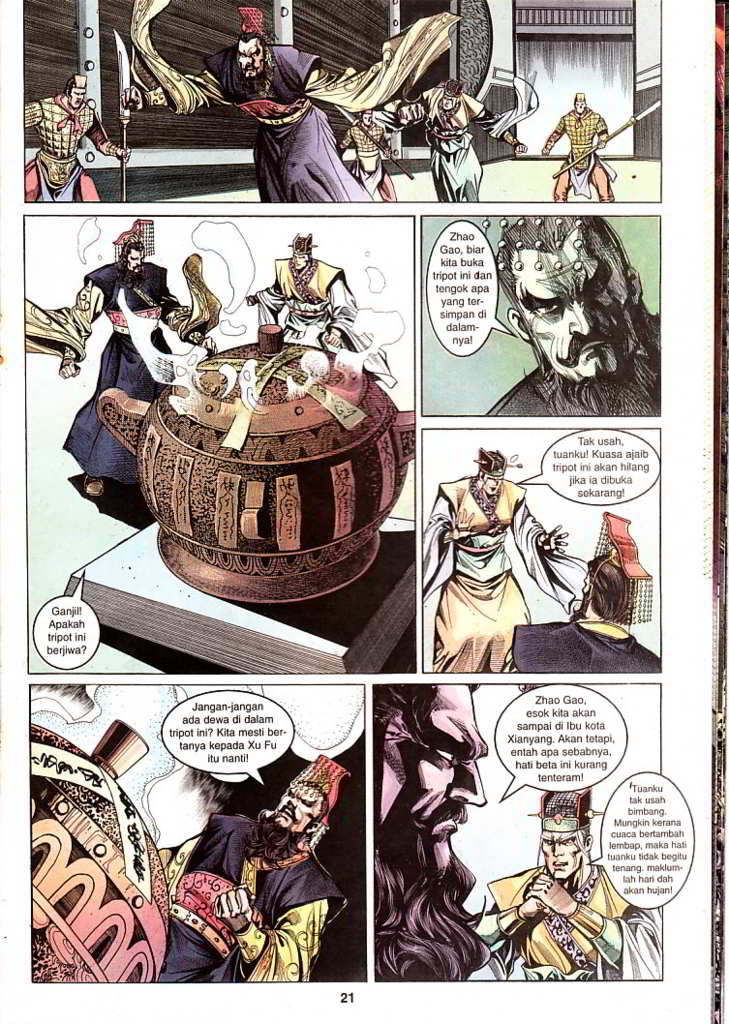 Ganjil!
Apakah
tripot ini
berjiwa?
Zhao
Gao, biar
kita buka
tripot ini dan
tengok apa
yang ter-
simpan di
dalam-
nya!
Tak usah,
tuanku! Kuasa ajaib
tripot ini akan hilang
jika ia dibuka
sekarang!
Jangan-jangan
ada dewa di dalam
tripot ini? Kita mesti ber-
tanya kepada Xu Fu
itu nanti!
Zhao Gao,
esok kita akan
sampai di Ibu kota
Xianyang. Akan tetapi,
entah apa sebabnya,
hati beta ini kurang
tenteram!
Tuanku
tak usah
bimbang.
Mungkin kerana
cuaca bertambah
lembap, maka hati
tuanku tidak begitu
tenang. maklum-
lah hari dah
akan hujan!
21